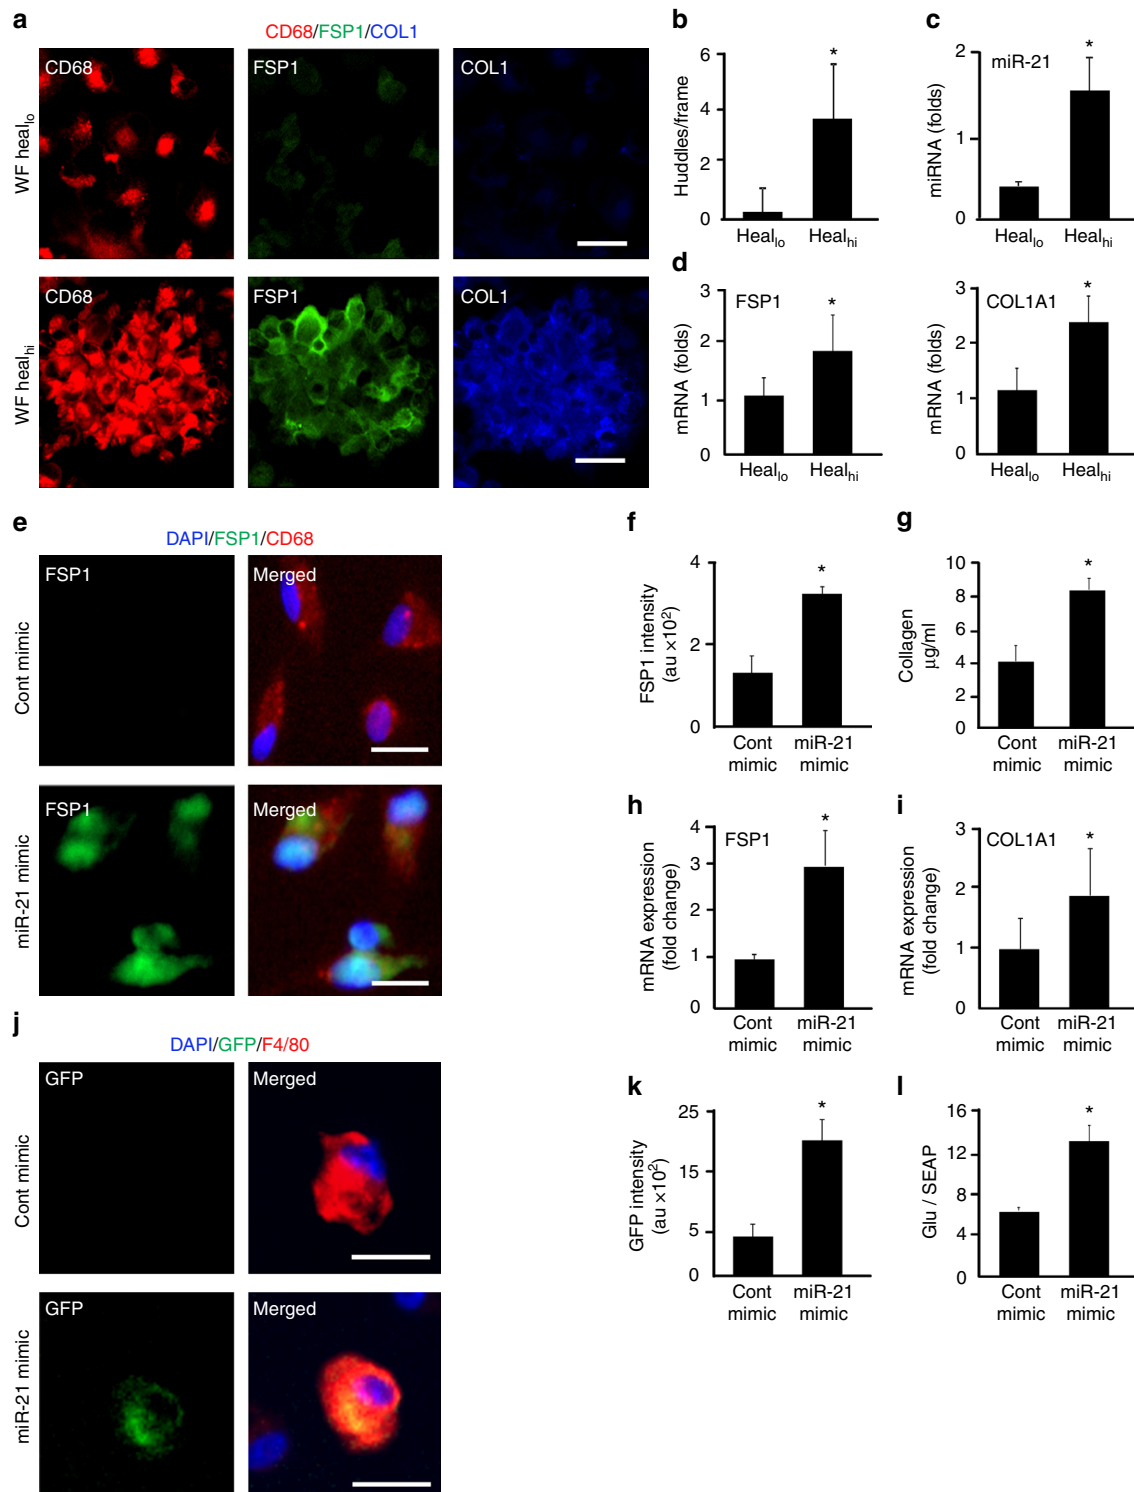 a
CD68/FSP1/COL1
WF heal_lo
CD68
FSP1
COL1
WF heal_hi
CD68
FSP1
COL1
b
Huddles/frame
6
4
2
0
*
Heal_lo
Heal_hi
c
miR-21
miRNA (folds)
2
1
0
*
Heal_lo
Heal_hi
d
FSP1
mRNA (folds)
3
2
1
0
*
Heal_lo
Heal_hi
COL1A1
mRNA (folds)
3
2
1
0
*
Heal_lo
Heal_hi
e
DAPI/FSP1/CD68
Cont mimic
FSP1
Merged
miR-21 mimic
FSP1
Merged
f
FSP1 intensity
(au ×10²)
4
2
0
*
Cont
mimic
miR-21
mimic
g
Collagen
µg/ml
10
8
6
4
2
0
*
Cont
mimic
miR-21
mimic
h
FSP1
mRNA expression
(fold change)
4
3
2
1
0
*
Cont
mimic
miR-21
mimic
i
COL1A1
mRNA expression
(fold change)
3
2
1
0
*
Cont
mimic
miR-21
mimic
j
DAPI/GFP/F4/80
Cont mimic
GFP
Merged
miR-21 mimic
GFP
Merged
k
GFP intensity
(au ×10²)
25
15
5
0
*
Cont
mimic
miR-21
mimic
l
Glu / SEAP
16
12
8
4
0
*
Cont
mimic
miR-21
mimic